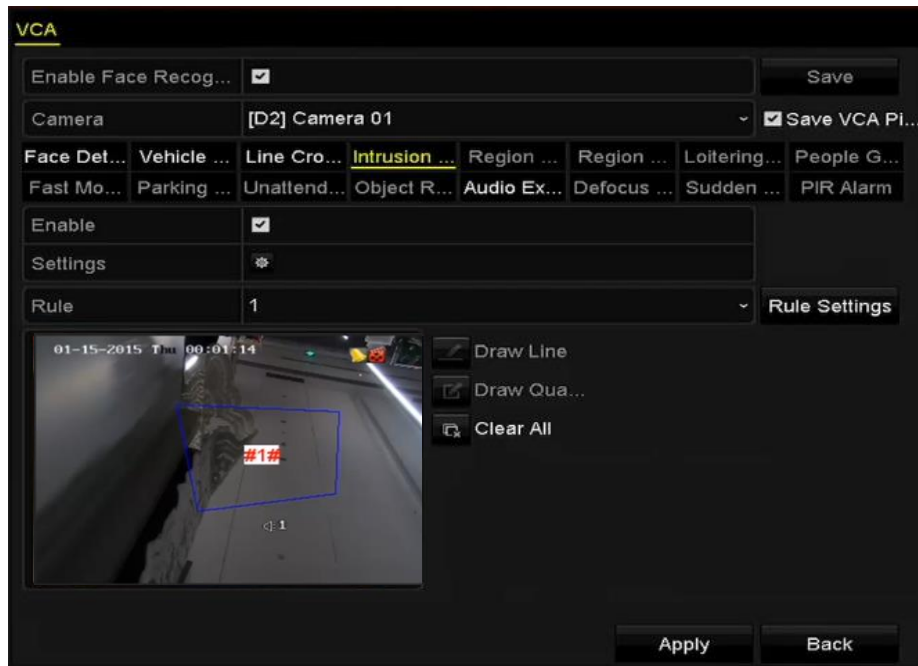 VCA
Enable Face Recog... Save
Camera [D2] Camera 01 Save VCA Pi...
Face Det... Vehicle ... Line Cro... Intrusion ... Region ... Region ... Loitering... People G...
Fast Mo... Parking ... Unattend... Object R... Audio Ex... Defocus ... Sudden ... PIR Alarm
Enable
Settings
Rule 1 Rule Settings
01-15-2015 Thu 00:01:14
Draw Line
Draw Qua...
Clear All
#1#
1
Apply Back